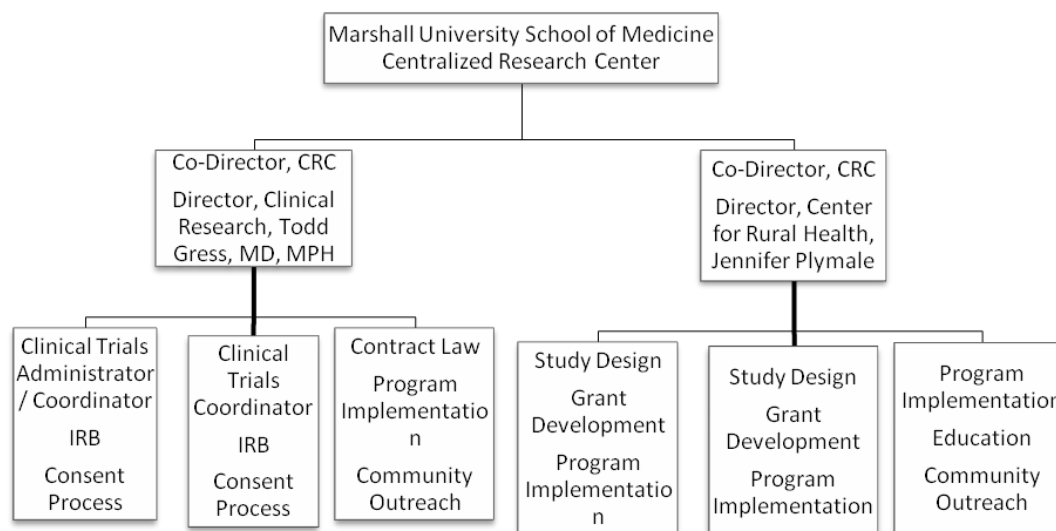 Marshall University School of Medicine
Centralized Research Center
Co-Director, CRC
Director, Clinical
Research, Todd
Gress, MD, MPH
Co-Director, CRC
Director, Center
for Rural Health,
Jennifer Plymale
Clinical Trials
Administrator
/ Coordinator
IRB
Consent
Process
Clinical
Trials
Coordinator
IRB
Consent
Process
Contract Law
Program
Implementatio
n
Community
Outreach
Study Design
Grant
Development
Program
Implementatio
n
Study Design
Grant
Development
Program
Implementation
Program
Implementation
Education
Community
Outreach